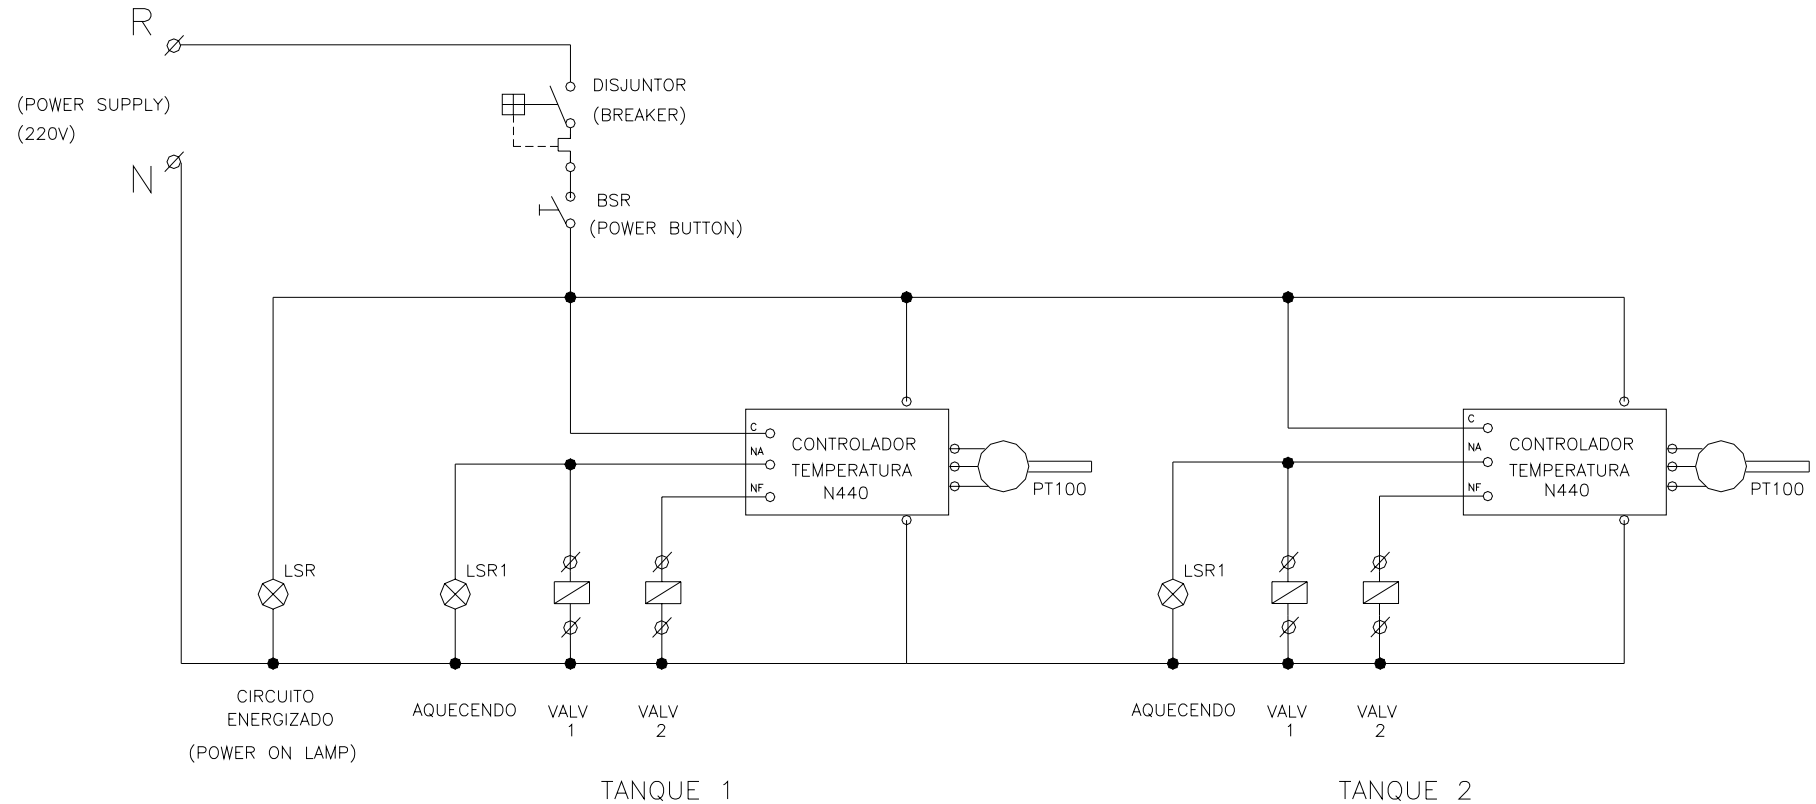 R
(POWER SUPPLY)
(220V)
N
DISJUNTOR
(BREAKER)
BSR
(POWER BUTTON)
C
NA
NF
CONTROLADOR
TEMPERATURA
N440
PT100
C
NA
NF
CONTROLADOR
TEMPERATURA
N440
PT100
LSR
LSR1
LSR1
CIRCUITO
ENERGIZADO
(POWER ON LAMP)
AQUECENDO
VALV
1
VALV
2
AQUECENDO
VALV
1
VALV
2
TANQUE 1
TANQUE 2